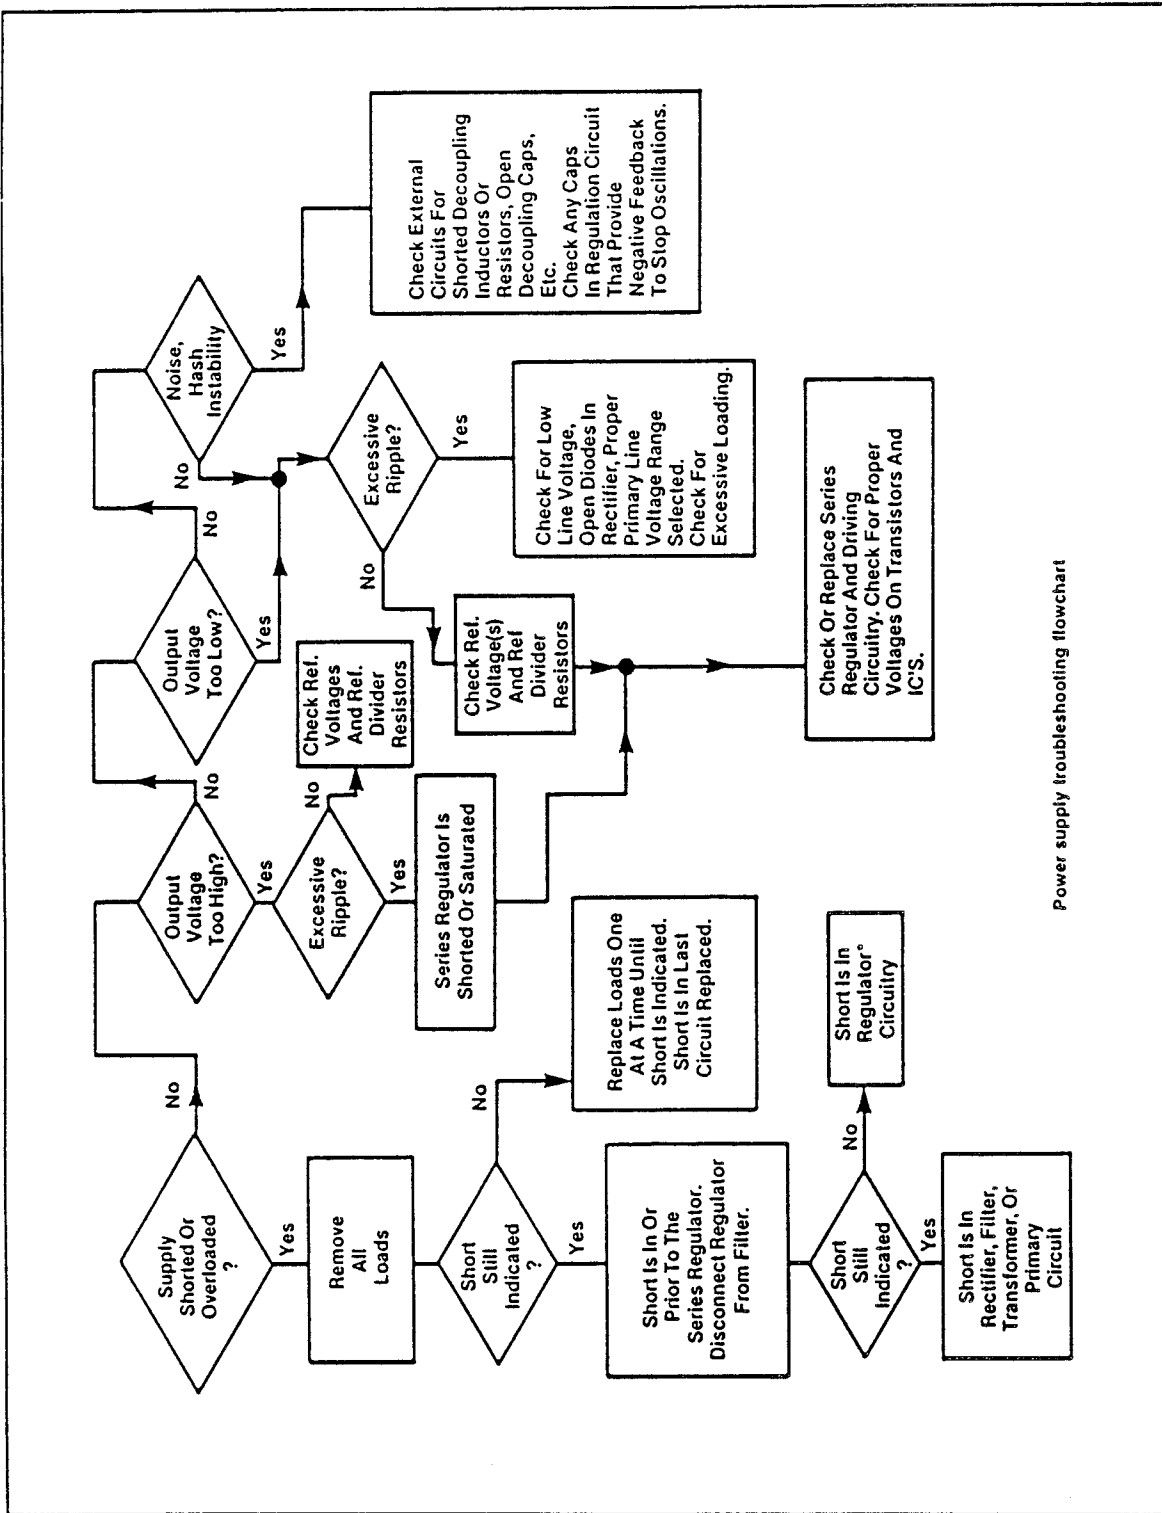 Supply
Shorted Or
Overloaded
?
No
Yes
Remove
All
Loads
Short
Still
Indicated
?
No
Yes
Replace Loads One
At A Time Until
Short Is Indicated.
Short Is In Last
Circuit Replaced.
Short Is In Or
Prior To The
Series Regulator.
Disconnect Regulator
From Filter.
Short
Still
Indicated
?
No
Yes
Short Is In
Regulator
Circuitry
Short Is In
Rectifier, Filter,
Transformer, Or
Primary
Circuit
Output
Voltage
Too High?
No
Yes
Excessive
Ripple?
No
Yes
Check Ref.
Voltages
And Ref.
Divider
Resistors
Series Regulator Is
Shorted Or Saturated
Output
Voltage
Too Low?
No
Yes
Noise,
Hash
Instability
No
Yes
Excessive
Ripple?
No
Yes
Check Ref.
Voltage(s)
And Ref
Divider
Resistors
Check For Low
Line Voltage,
Open Diodes In
Rectifier, Proper
Primary Line
Voltage Range
Selected.
Check For
Excessive Loading.
Check External
Circuits For
Shorted Decoupling
Inductors Or
Resistors, Open
Decoupling Caps,
Etc.
Check Any Caps
In Regulation Circuit
That Provide
Negative Feedback
To Stop Oscillations.
Check Or Replace Series
Regulator And Driving
Circuitry. Check For Proper
Voltages On Transistors And
IC'S.
Power supply troubleshooting flowchart